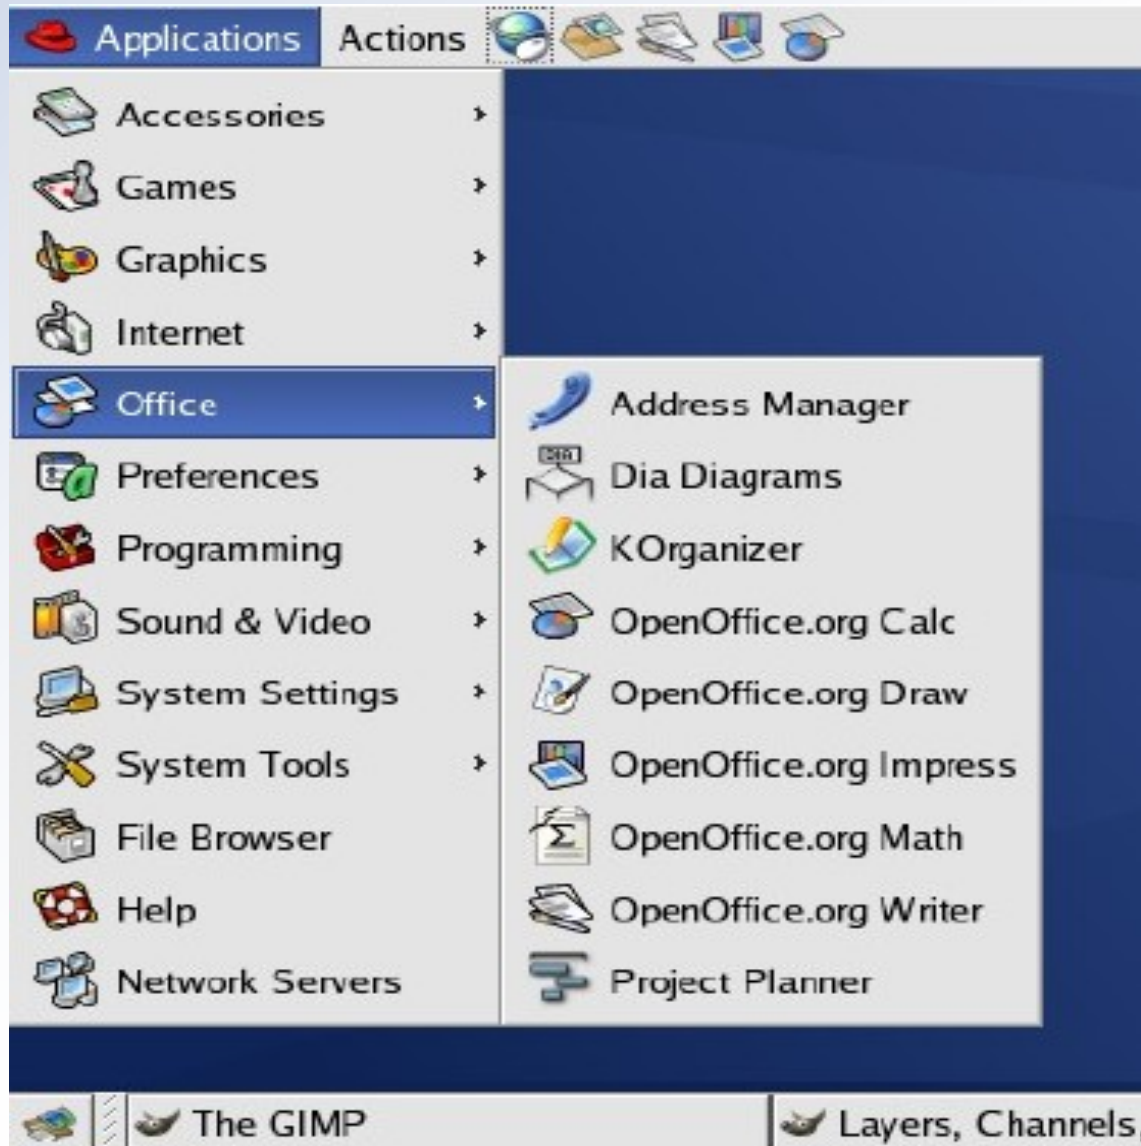 Applications Actions
Accessories
Games
Graphics
Internet
Office
Preferences
Programming
Sound & Video
System Settings
System Tools
File Browser
Help
Network Servers
Address Manager
DIA Dia Diagrams
KOrganizer
OpenOffice.org Calc
OpenOffice.org Draw
OpenOffice.org Impress
OpenOffice.org Math
OpenOffice.org Writer
Project Planner
The GIMP
Layers, Channels,